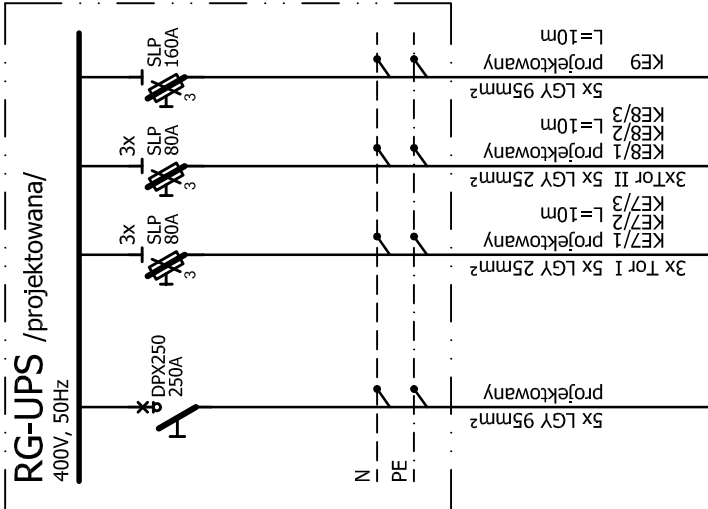 RG-UPS /projektowana/
400V, 50Hz
DPX250
250A
3x
SLP
80A
3
3x
SLP
80A
3
SLP
160A
3
N
PE
5x LGY 95mm²
projektowany
3x Tor I 5x LGY 25mm²
KE7/1 projektowany
KE7/2 L=10m
KE7/3
3xTor II 5x LGY 25mm²
KE8/1 projektowany
KE8/2 L=10m
KE8/3
5x LGY 95mm²
KE9 projektowany
L=10m